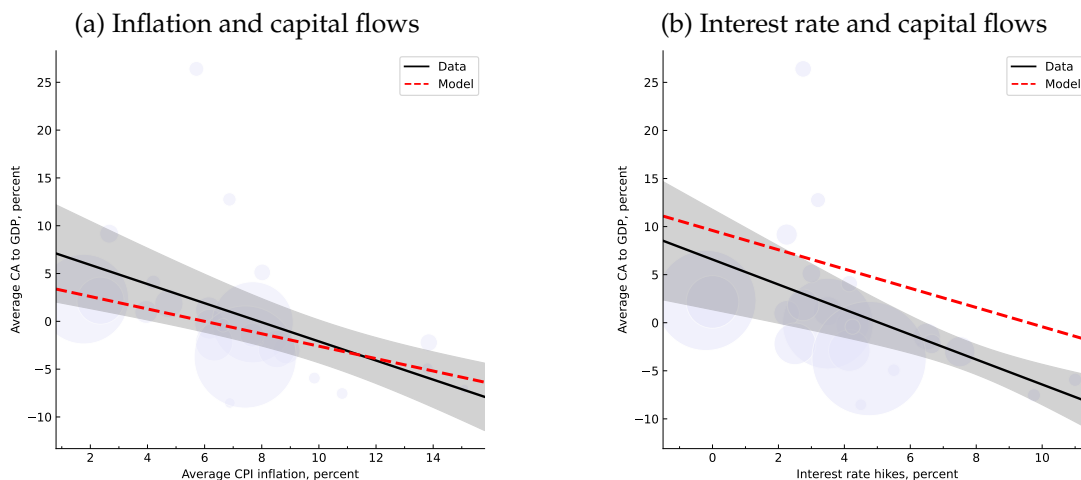 (a) Inflation and capital flows
25
20
15
10
5
0
−5
−10
Average CA to GDP, percent
Data
Model
2 4 6 8 10 12 14
Average CPI inflation, percent
(b) Interest rate and capital flows
25
20
15
10
5
0
−5
−10
Average CA to GDP, percent
Data
Model
0 2 4 6 8 10
Interest rate hikes, percent